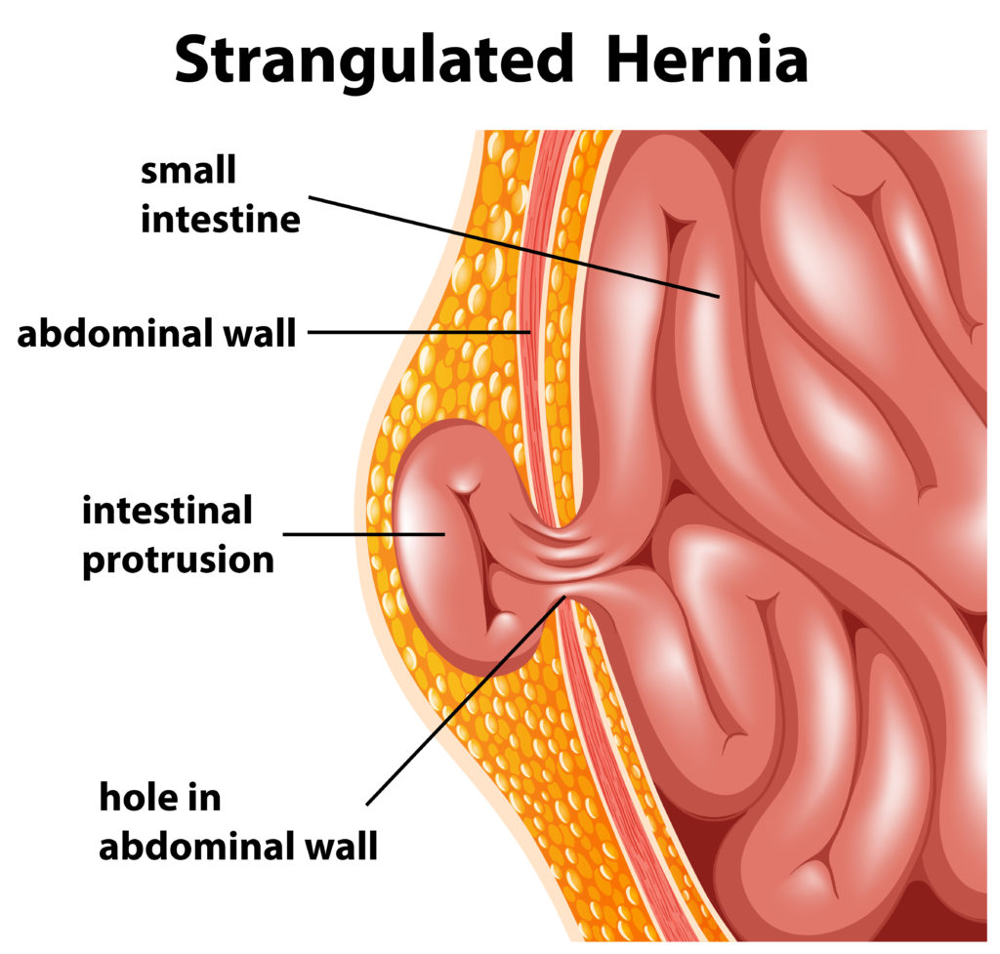 Strangulated Hernia
small
intestine
abdominal wall
intestinal
protrusion
hole in
abdominal wall